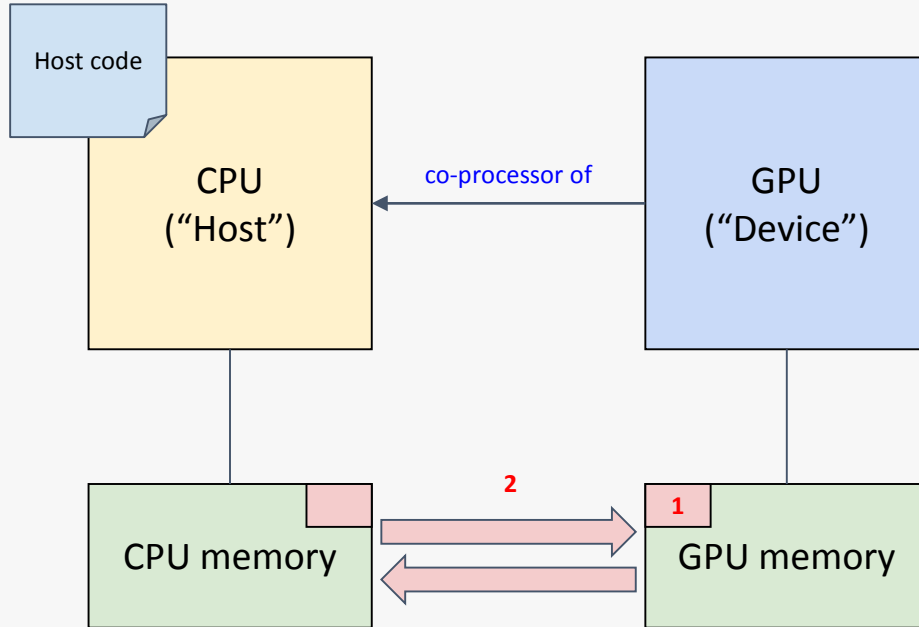 Host code
CPU
(“Host”)
co-processor of
GPU
(“Device”)
2
1
CPU memory
GPU memory